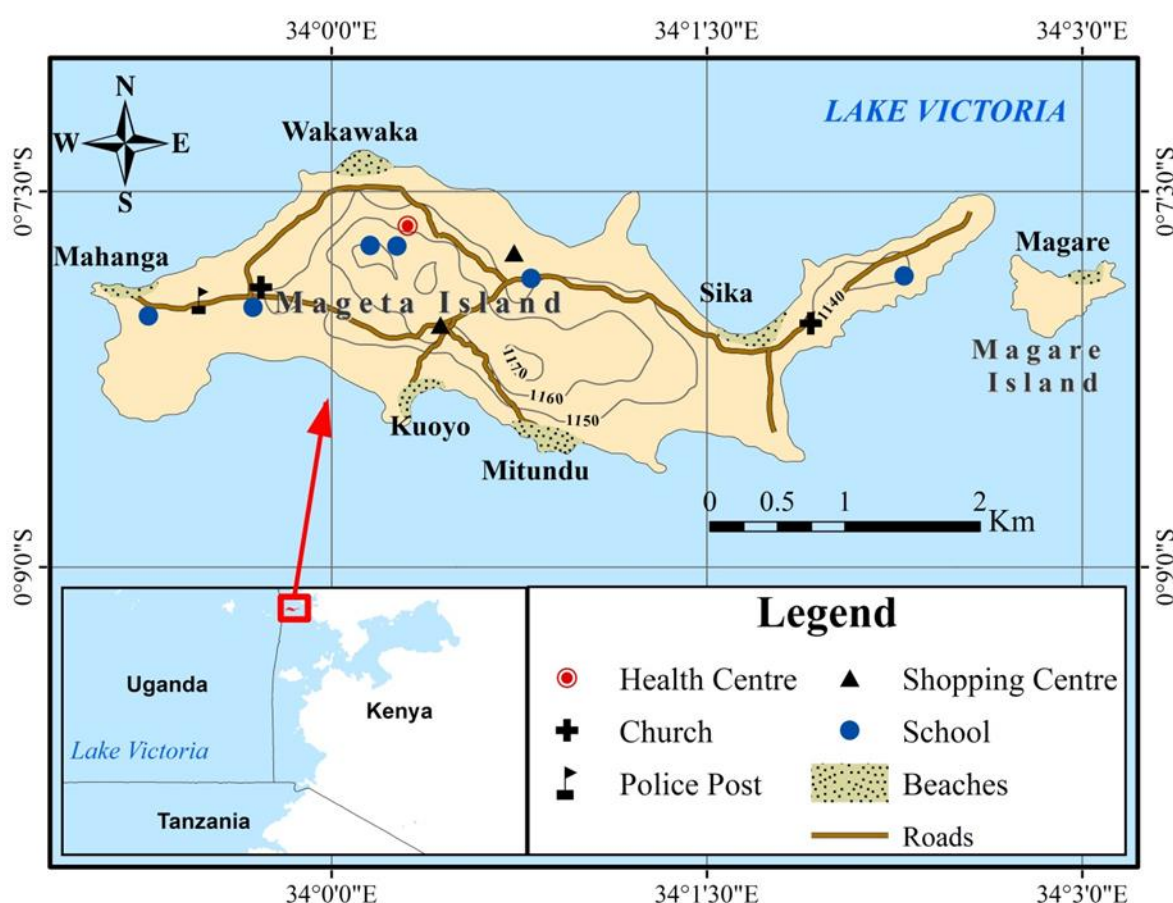 34°0'0"E
34°1'30"E
34°3'0"E
N
W E
S
LAKE VICTORIA
Wakawaka
0°7'30"S
0°7'30"S
Mahanga
Magare
Sika
Mageta Island
1140
Magare
Island
1170
1160
1150
Kuoyo
Mitundu
0 0.5 1 2
Km
0°9'0"S
0°9'0"S
Uganda
Kenya
Lake Victoria
Tanzania
Legend
Health Centre
Shopping Centre
Church
School
Police Post
Beaches
Roads
34°0'0"E
34°1'30"E
34°3'0"E